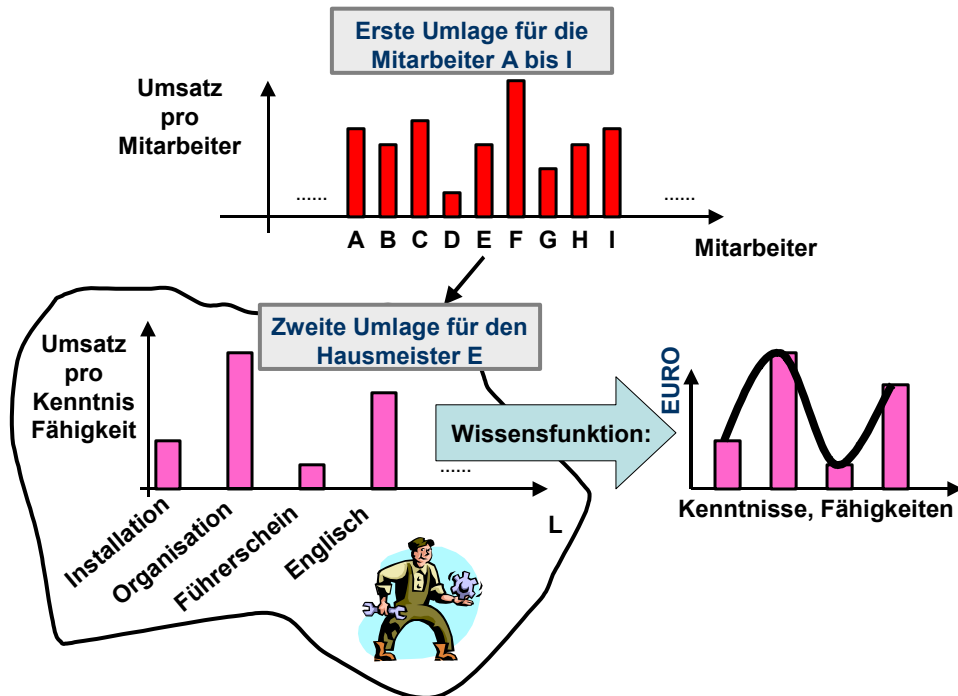 Erste Umlage für die
Mitarbeiter A bis I
Umsatz
pro
Mitarbeiter
......
......
A B C D E F G H I
Mitarbeiter
Zweite Umlage für den
Hausmeister E
Umsatz
pro
Kenntnis
Fähigkeit
......
Installation
Organisation
Führerschein
Englisch
L
Wissensfunktion:
EURO
Kenntnisse, Fähigkeiten